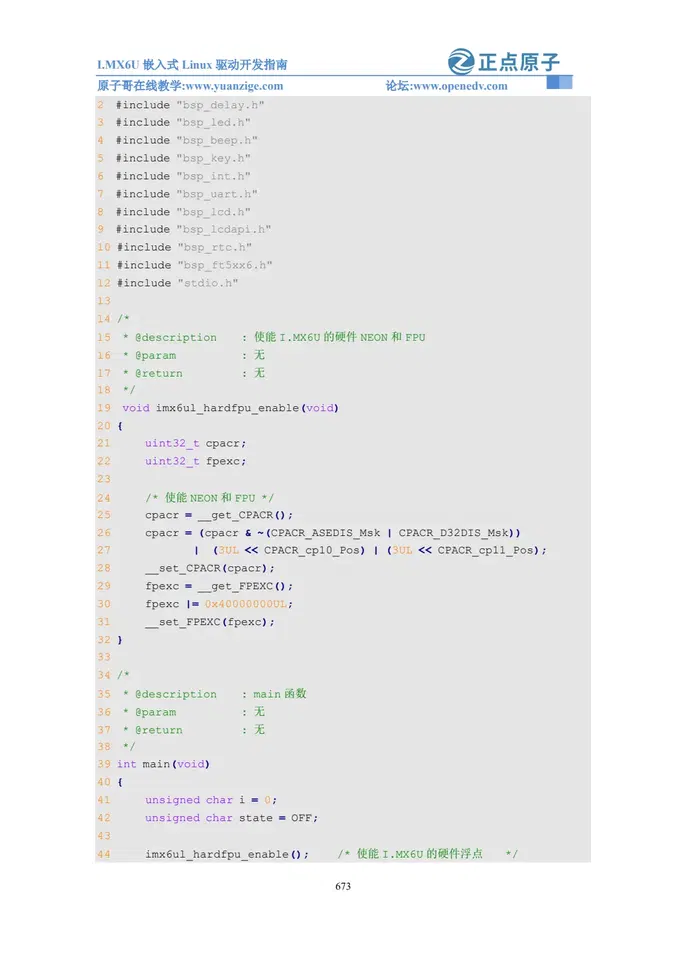 I.MX6U 嵌入式 Linux 驱动开发指南
正点原子
原子哥在线教学:www.yuanzige.com 论坛:www.openedv.com
2 #include "bsp_delay.h"
3 #include "bsp_led.h"
4 #include "bsp_beep.h"
5 #include "bsp_key.h"
6 #include "bsp_int.h"
7 #include "bsp_uart.h"
8 #include "bsp_lcd.h"
9 #include "bsp_lcdapi.h"
10 #include "bsp_rtc.h"
11 #include "bsp_ft5xx6.h"
12 #include "stdio.h"
13
14 /*
15  * @description : 使能 I.MX6U 的硬件 NEON 和 FPU
16  * @param : 无
17  * @return : 无
18  */
19 void imx6ul_hardfpu_enable(void)
20 {
21     uint32_t cpacr;
22     uint32_t fpexc;
23
24     /* 使能 NEON 和 FPU */
25     cpacr = __get_CPACR();
26     cpacr = (cpacr & ~(CPACR_ASEDIS_Msk | CPACR_D32DIS_Msk))
27            | (3UL << CPACR_cp10_Pos) | (3UL << CPACR_cp11_Pos);
28     __set_CPACR(cpacr);
29     fpexc = __get_FPEXC();
30     fpexc |= 0x40000000UL;
31     __set_FPEXC(fpexc);
32 }
33
34 /*
35  * @description : main 函数
36  * @param : 无
37  * @return : 无
38  */
39 int main(void)
40 {
41     unsigned char i = 0;
42     unsigned char state = OFF;
43
44     imx6ul_hardfpu_enable();    /* 使能 I.MX6U 的硬件浮点 */
673